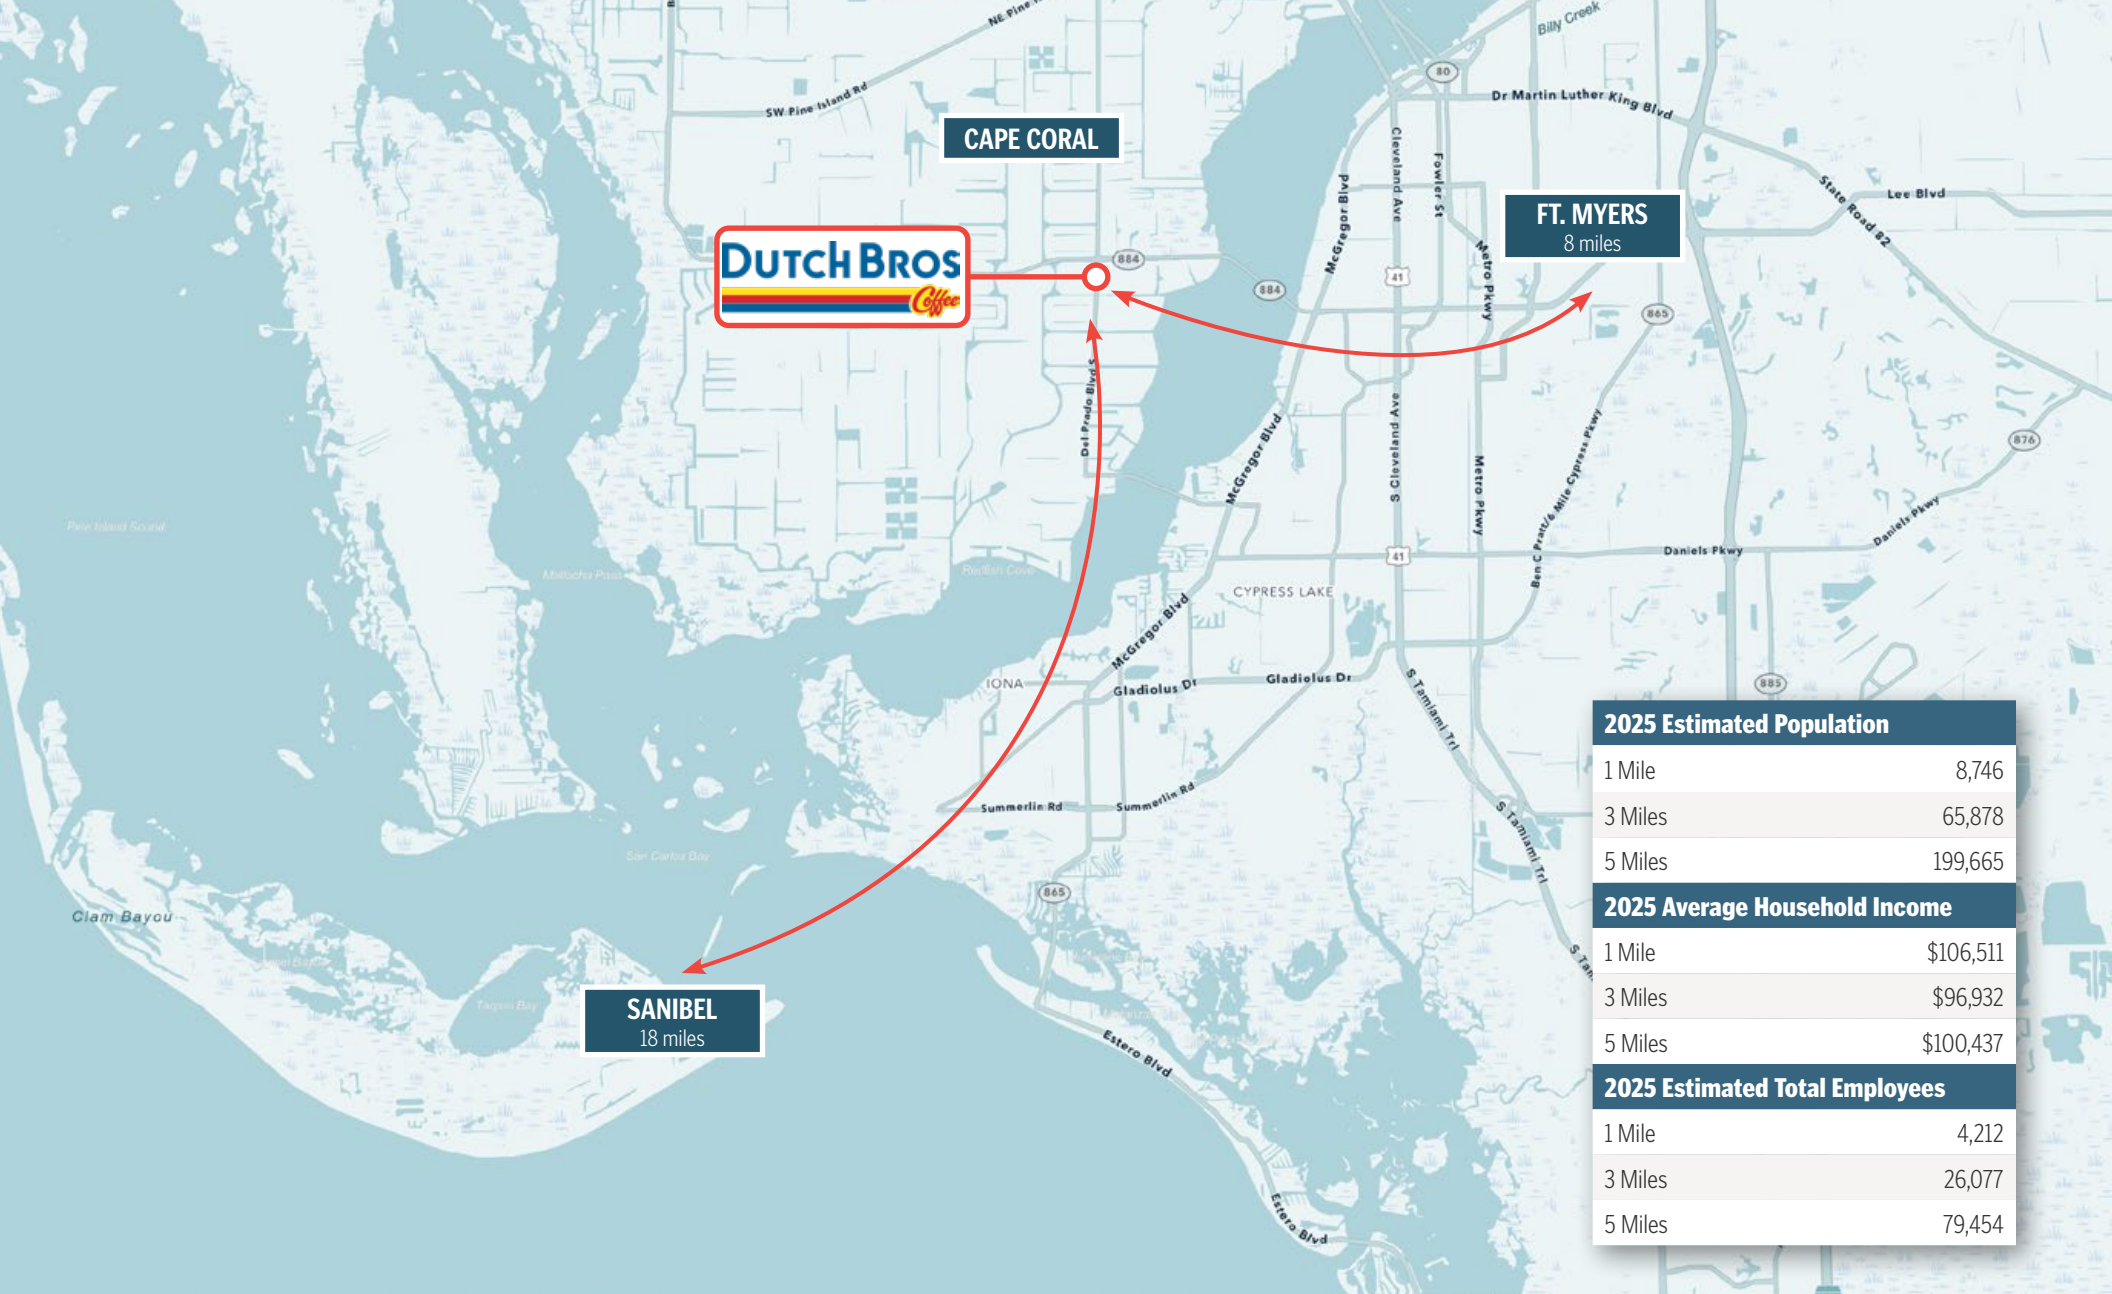 NE Pine
Billy Creek
80
SW Pine Island Rd
Dr Martin Luther King Blvd
CAPE CORAL
Cleveland Ave
Fowler St
McGregor Blvd
State Road 82
Lee Blvd
FT. MYERS
8 miles
DUTCH BROS
Coffee
884
884
41
Metro Pkwy
865
Del Prado Blvd S
McGregor Blvd
S Cleveland Ave
Metro Pkwy
Ben C Pratt/6 Mile Cypress Pkwy
876
Pine Island Sound
Matlacha Pass
Redfish Cove
41
Daniels Pkwy
Daniels Pkwy
CYPRESS LAKE
McGregor Blvd
IONA
Gladiolus Dr
Gladiolus Dr
S Tamiami Trl
885
Summerlin Rd
Summerlin Rd
S Tamiami Trl
San Carlos Bay
865
Clam Bayou
Tarpon Bay
S Tam
SANIBEL
18 miles
Estero Blvd
Estero Blvd
2025 Estimated Population
1 Mile 8,746
3 Miles 65,878
5 Miles 199,665
2025 Average Household Income
1 Mile $106,511
3 Miles $96,932
5 Miles $100,437
2025 Estimated Total Employees
1 Mile 4,212
3 Miles 26,077
5 Miles 79,454